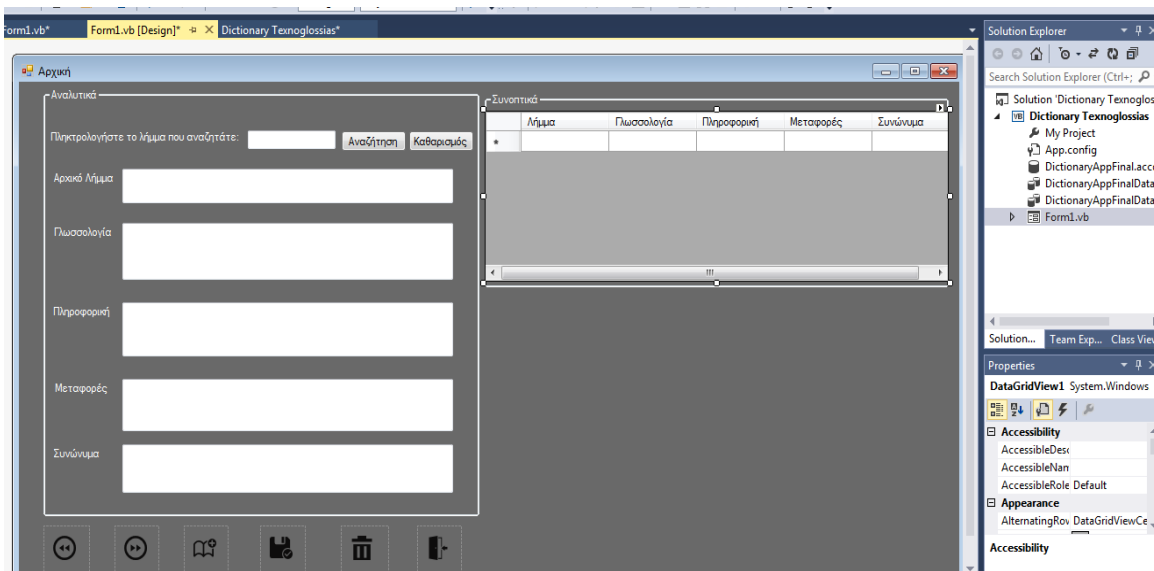 Form1.vb*
Form1.vb [Design]*
Dictionary Texnoglossias*
Αρχική
Αναλυτικά
Πληκτρολογήστε το λήμμα που αναζητάτε:
Αναζήτηση
Καθαρισμός
Αρχικό Λήμμα
Γλωσσολογία
Πληροφορική
Μεταφορές
Συνώνυμα
Συνοπτικά
Λήμμα Γλωσσολογία Πληροφορική Μεταφορές Συνώνυμα
Solution Explorer
Search Solution Explorer (Ctrl+;
Solution 'Dictionary Texnoglos
Dictionary Texnoglossias
My Project
App.config
DictionaryAppFinal.acc
DictionaryAppFinalData
DictionaryAppFinalData
Form1.vb
Solution... Team Exp... Class View
Properties
DataGridView1 System.Windows
Accessibility
AccessibleDesc
AccessibleNam
AccessibleRole Default
Appearance
AlternatingRov DataGridViewCe
Accessibility